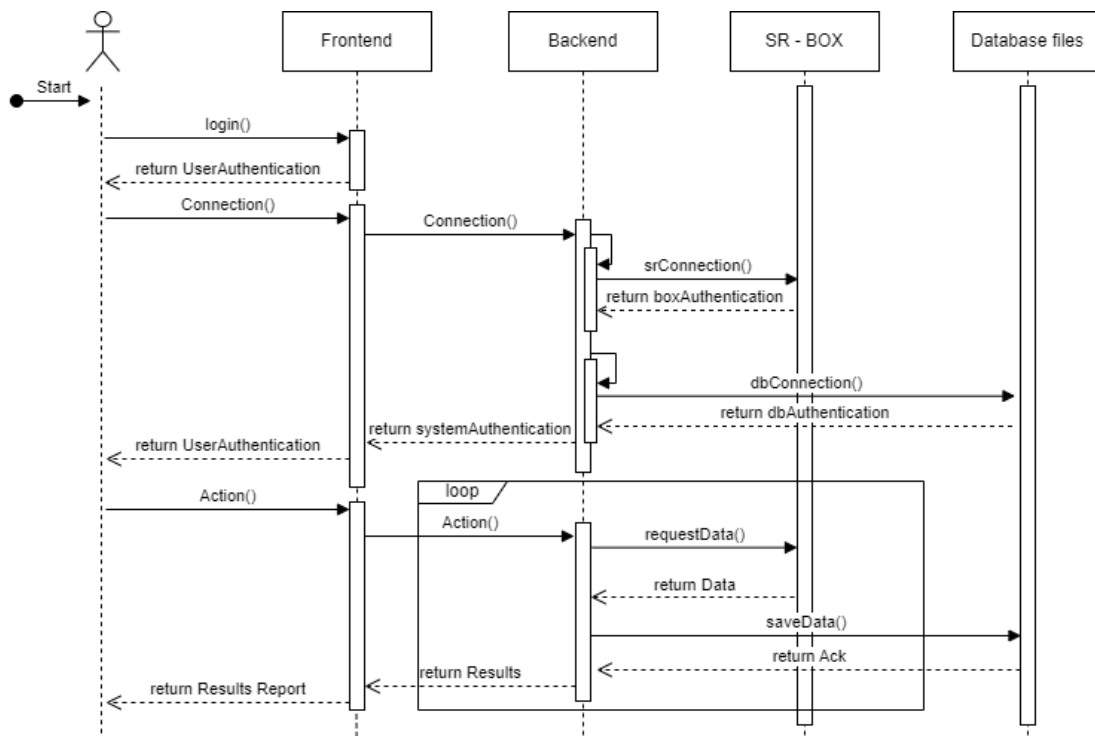 Frontend
Backend
SR - BOX
Database files
Start
login()
return UserAuthentication
Connection()
Connection()
srConnection()
return boxAuthentication
dbConnection()
return dbAuthentication
return systemAuthentication
return UserAuthentication
loop
Action()
Action()
requestData()
return Data
saveData()
return Ack
return Results
return Results Report